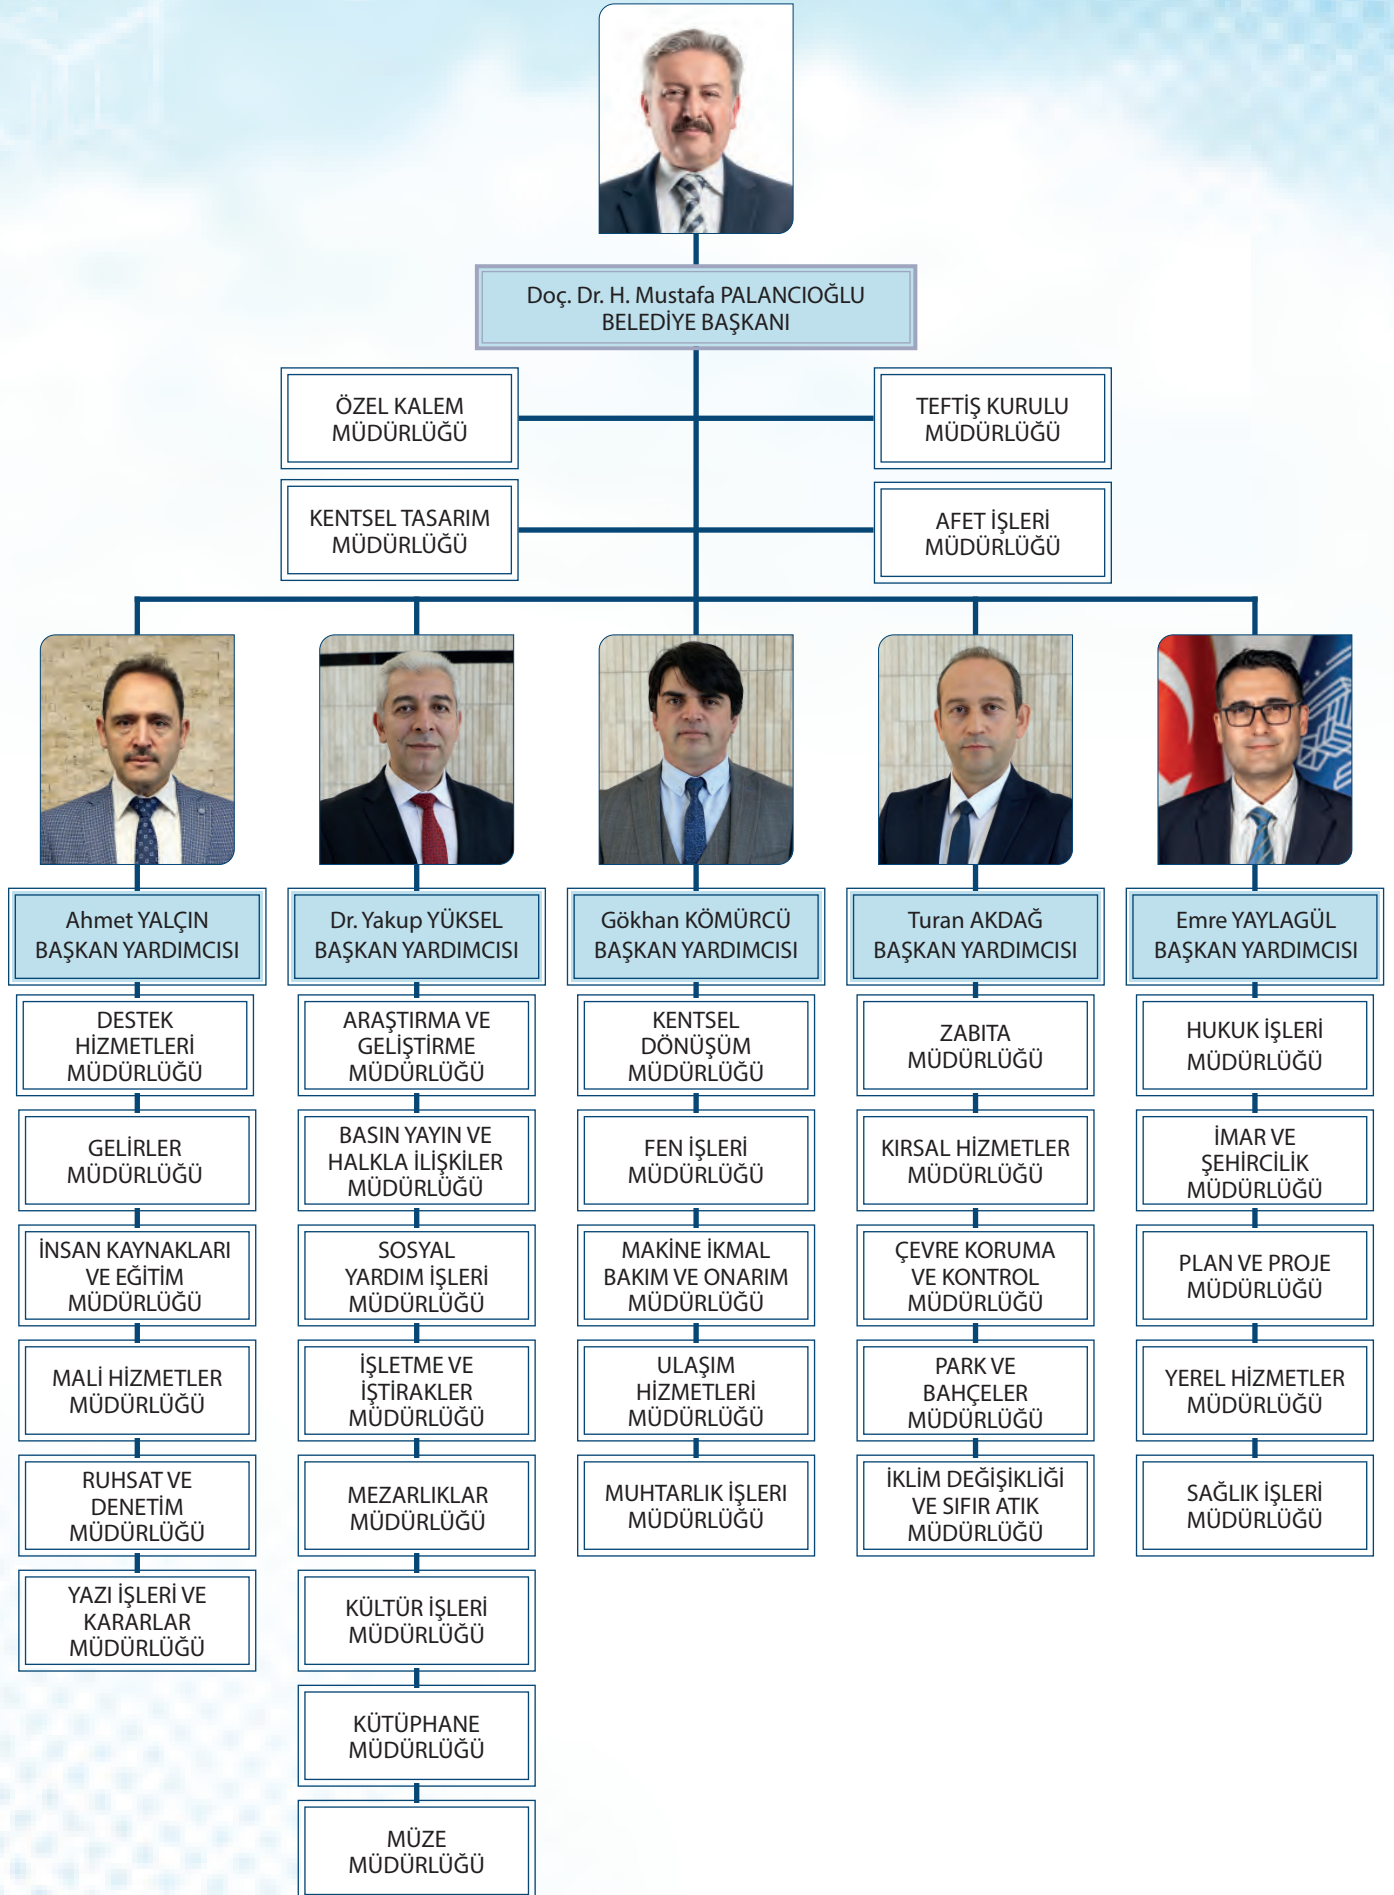 Doç. Dr. H. Mustafa PALANCIOĞLU
BELEDİYE BAŞKANI
ÖZEL KALEM
MÜDÜRLÜĞÜ
TEFTİŞ KURULU
MÜDÜRLÜĞÜ
KENTSEL TASARIM
MÜDÜRLÜĞÜ
AFET İŞLERİ
MÜDÜRLÜĞÜ
Ahmet YALÇIN
BAŞKAN YARDIMCISI
DESTEK
HİZMETLERİ
MÜDÜRLÜĞÜ
GELİRLER
MÜDÜRLÜĞÜ
İNSAN KAYNAKLARI
VE EĞİTİM
MÜDÜRLÜĞÜ
MALİ HİZMETLER
MÜDÜRLÜĞÜ
RUHSAT VE
DENETİM
MÜDÜRLÜĞÜ
YAZI İŞLERİ VE
KARARLAR
MÜDÜRLÜĞÜ
Dr. Yakup YÜKSEL
BAŞKAN YARDIMCISI
ARAŞTIRMA VE
GELİŞTİRME
MÜDÜRLÜĞÜ
BASIN YAYIN VE
HALKLA İLİŞKİLER
MÜDÜRLÜĞÜ
SOSYAL
YARDIM İŞLERİ
MÜDÜRLÜĞÜ
İŞLETME VE
İŞTİRAKLER
MÜDÜRLÜĞÜ
MEZARLIKLAR
MÜDÜRLÜĞÜ
KÜLTÜR İŞLERİ
MÜDÜRLÜĞÜ
KÜTÜPHANE
MÜDÜRLÜĞÜ
MÜZE
MÜDÜRLÜĞÜ
Gökhan KÖMÜRCÜ
BAŞKAN YARDIMCISI
KENTSEL
DÖNÜŞÜM
MÜDÜRLÜĞÜ
FEN İŞLERİ
MÜDÜRLÜĞÜ
MAKİNE İKMAL
BAKIM VE ONARIM
MÜDÜRLÜĞÜ
ULAŞIM
HİZMETLERİ
MÜDÜRLÜĞÜ
MUHTARLIK İŞLERI
MÜDÜRLÜĞÜ
Turan AKDAĞ
BAŞKAN YARDIMCISI
ZABITA
MÜDÜRLÜĞÜ
KIRSAL HİZMETLER
MÜDÜRLÜĞÜ
ÇEVRE KORUMA
VE KONTROL
MÜDÜRLÜĞÜ
PARK VE
BAHÇELER
MÜDÜRLÜĞÜ
İKLİM DEĞİŞİKLİĞİ
VE SIFIR ATIK
MÜDÜRLÜĞÜ
Emre YAYLAGÜL
BAŞKAN YARDIMCISI
HUKUK İŞLERİ
MÜDÜRLÜĞÜ
İMAR VE
ŞEHİRCİLİK
MÜDÜRLÜĞÜ
PLAN VE PROJE
MÜDÜRLÜĞÜ
YEREL HİZMETLER
MÜDÜRLÜĞÜ
SAĞLIK İŞLERİ
MÜDÜRLÜĞÜ